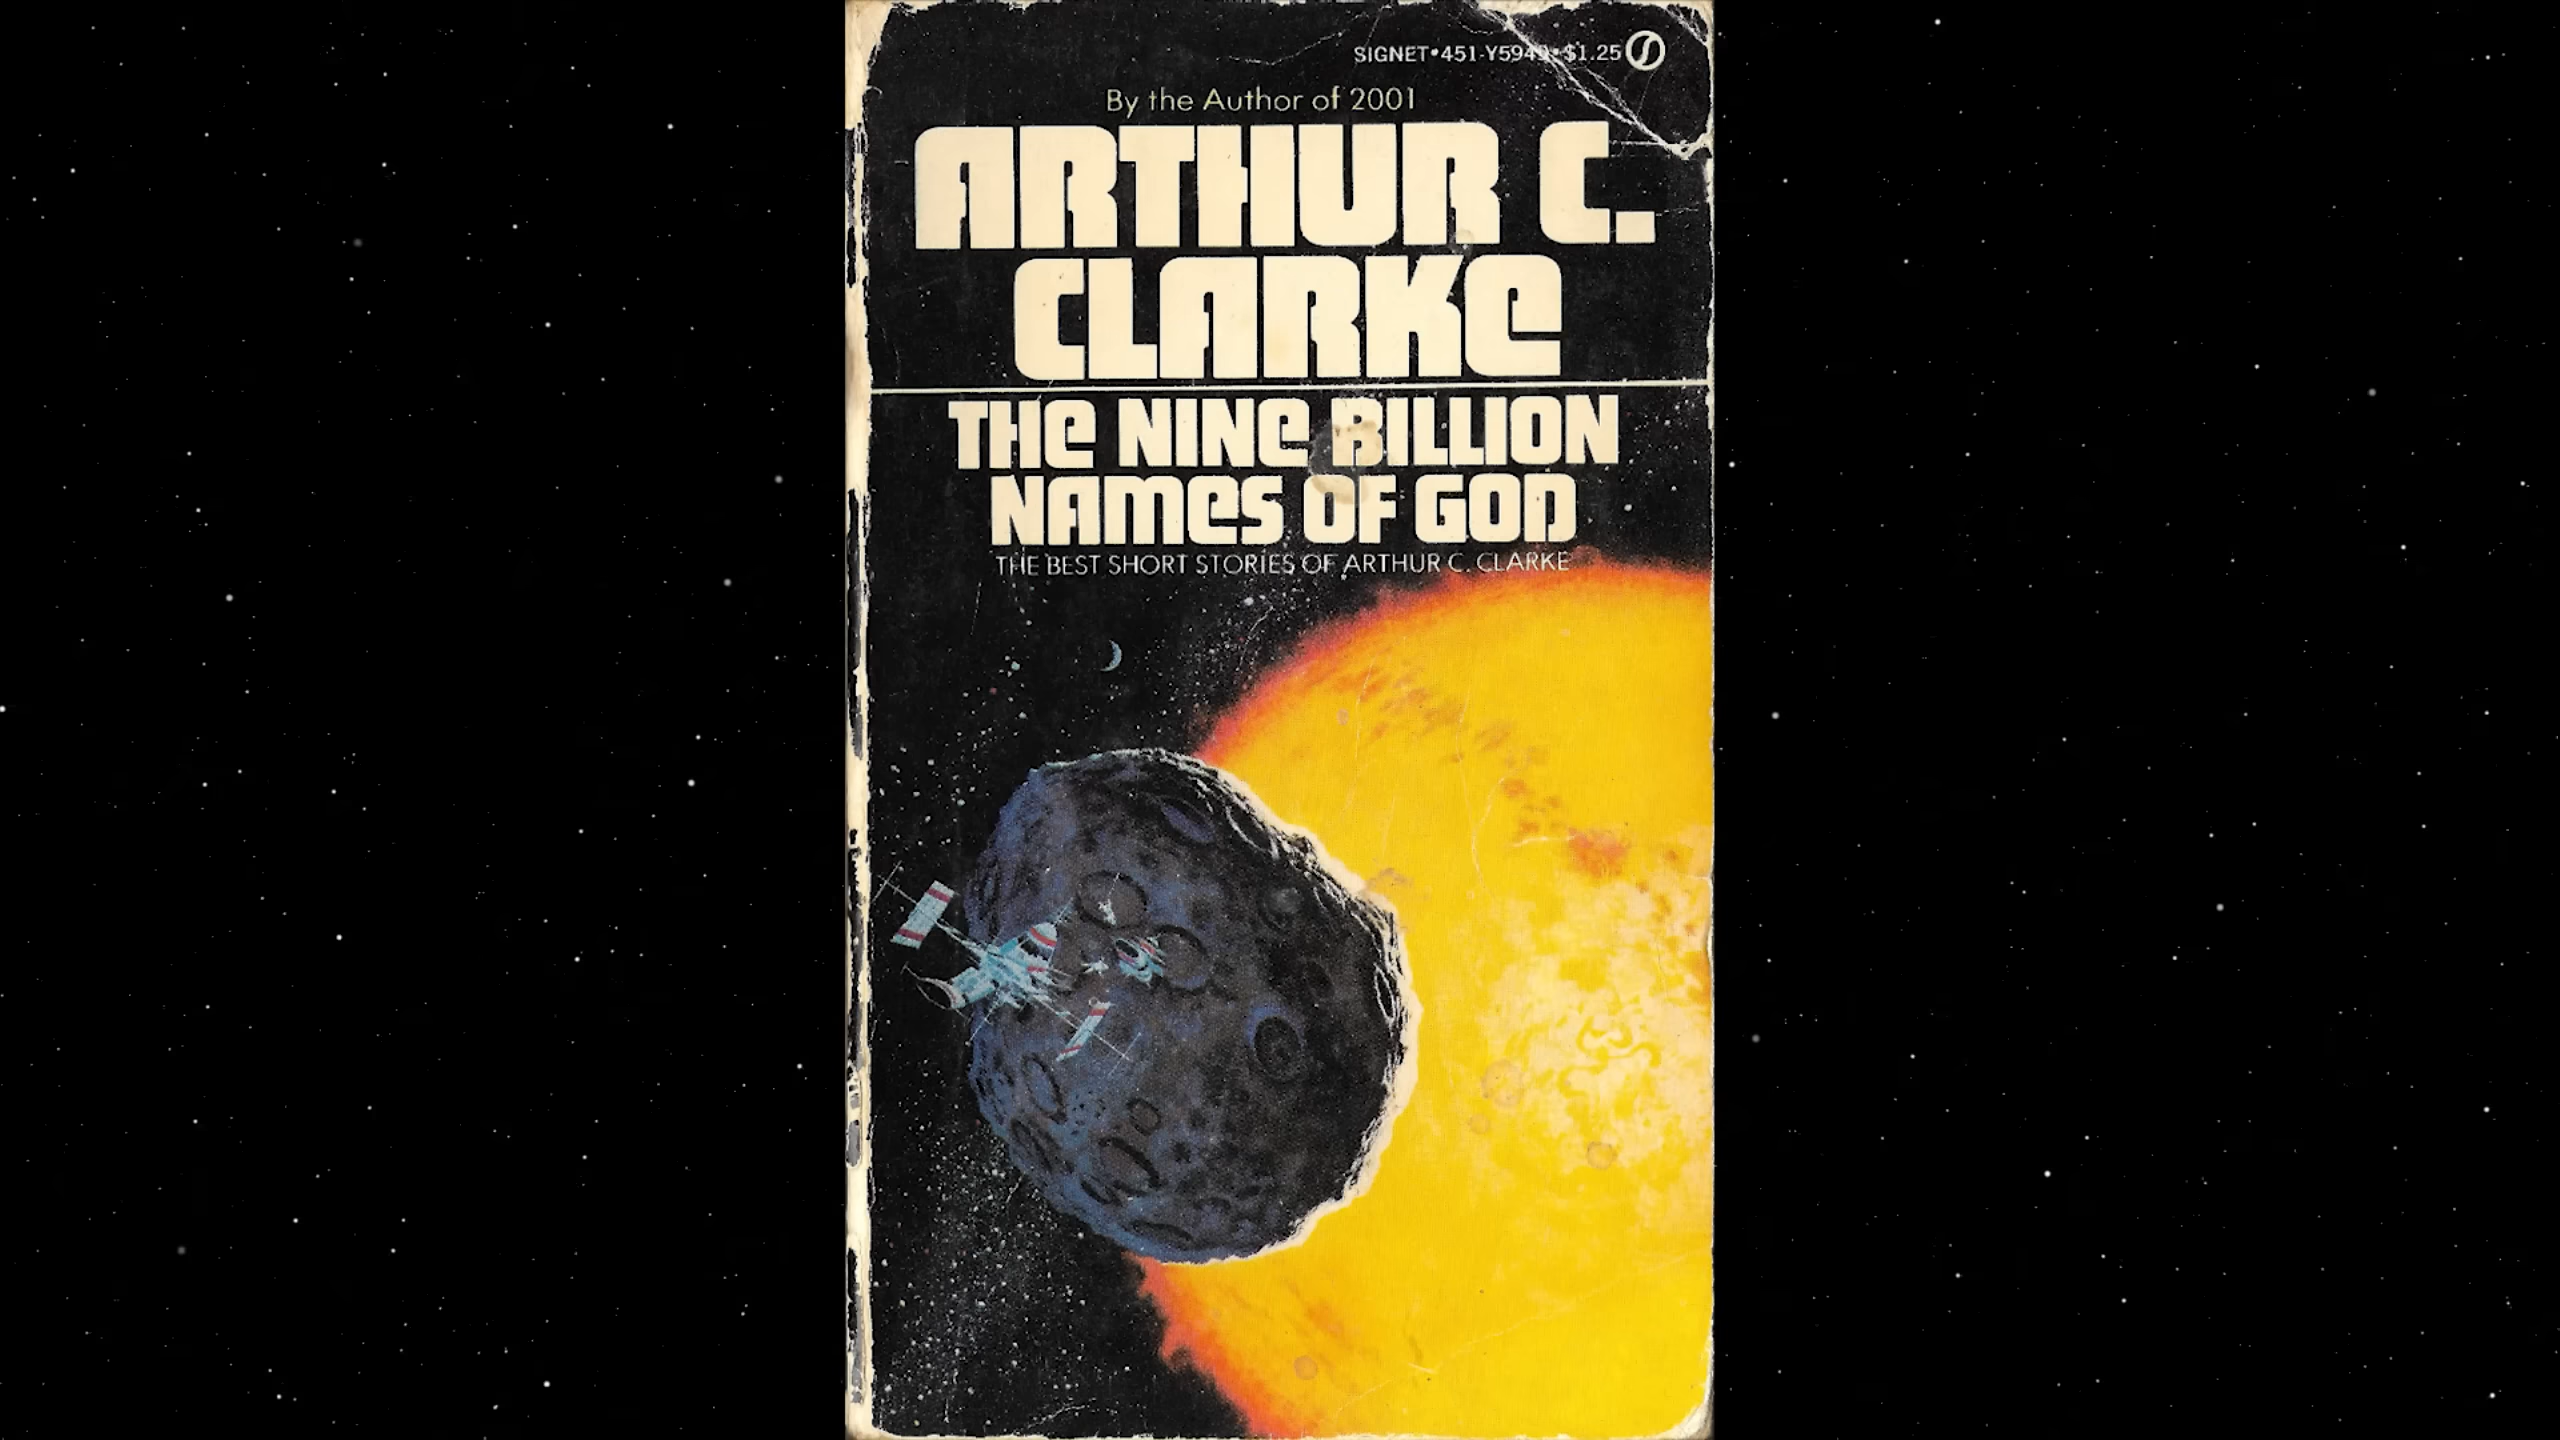 SIGNET•451-Y5949•$1.25
By the Author of 2001
ARTHUR C.
CLARKE
THE NINE BILLION
NAMES OF GOD
THE BEST SHORT STORIES OF ARTHUR C. CLARKE